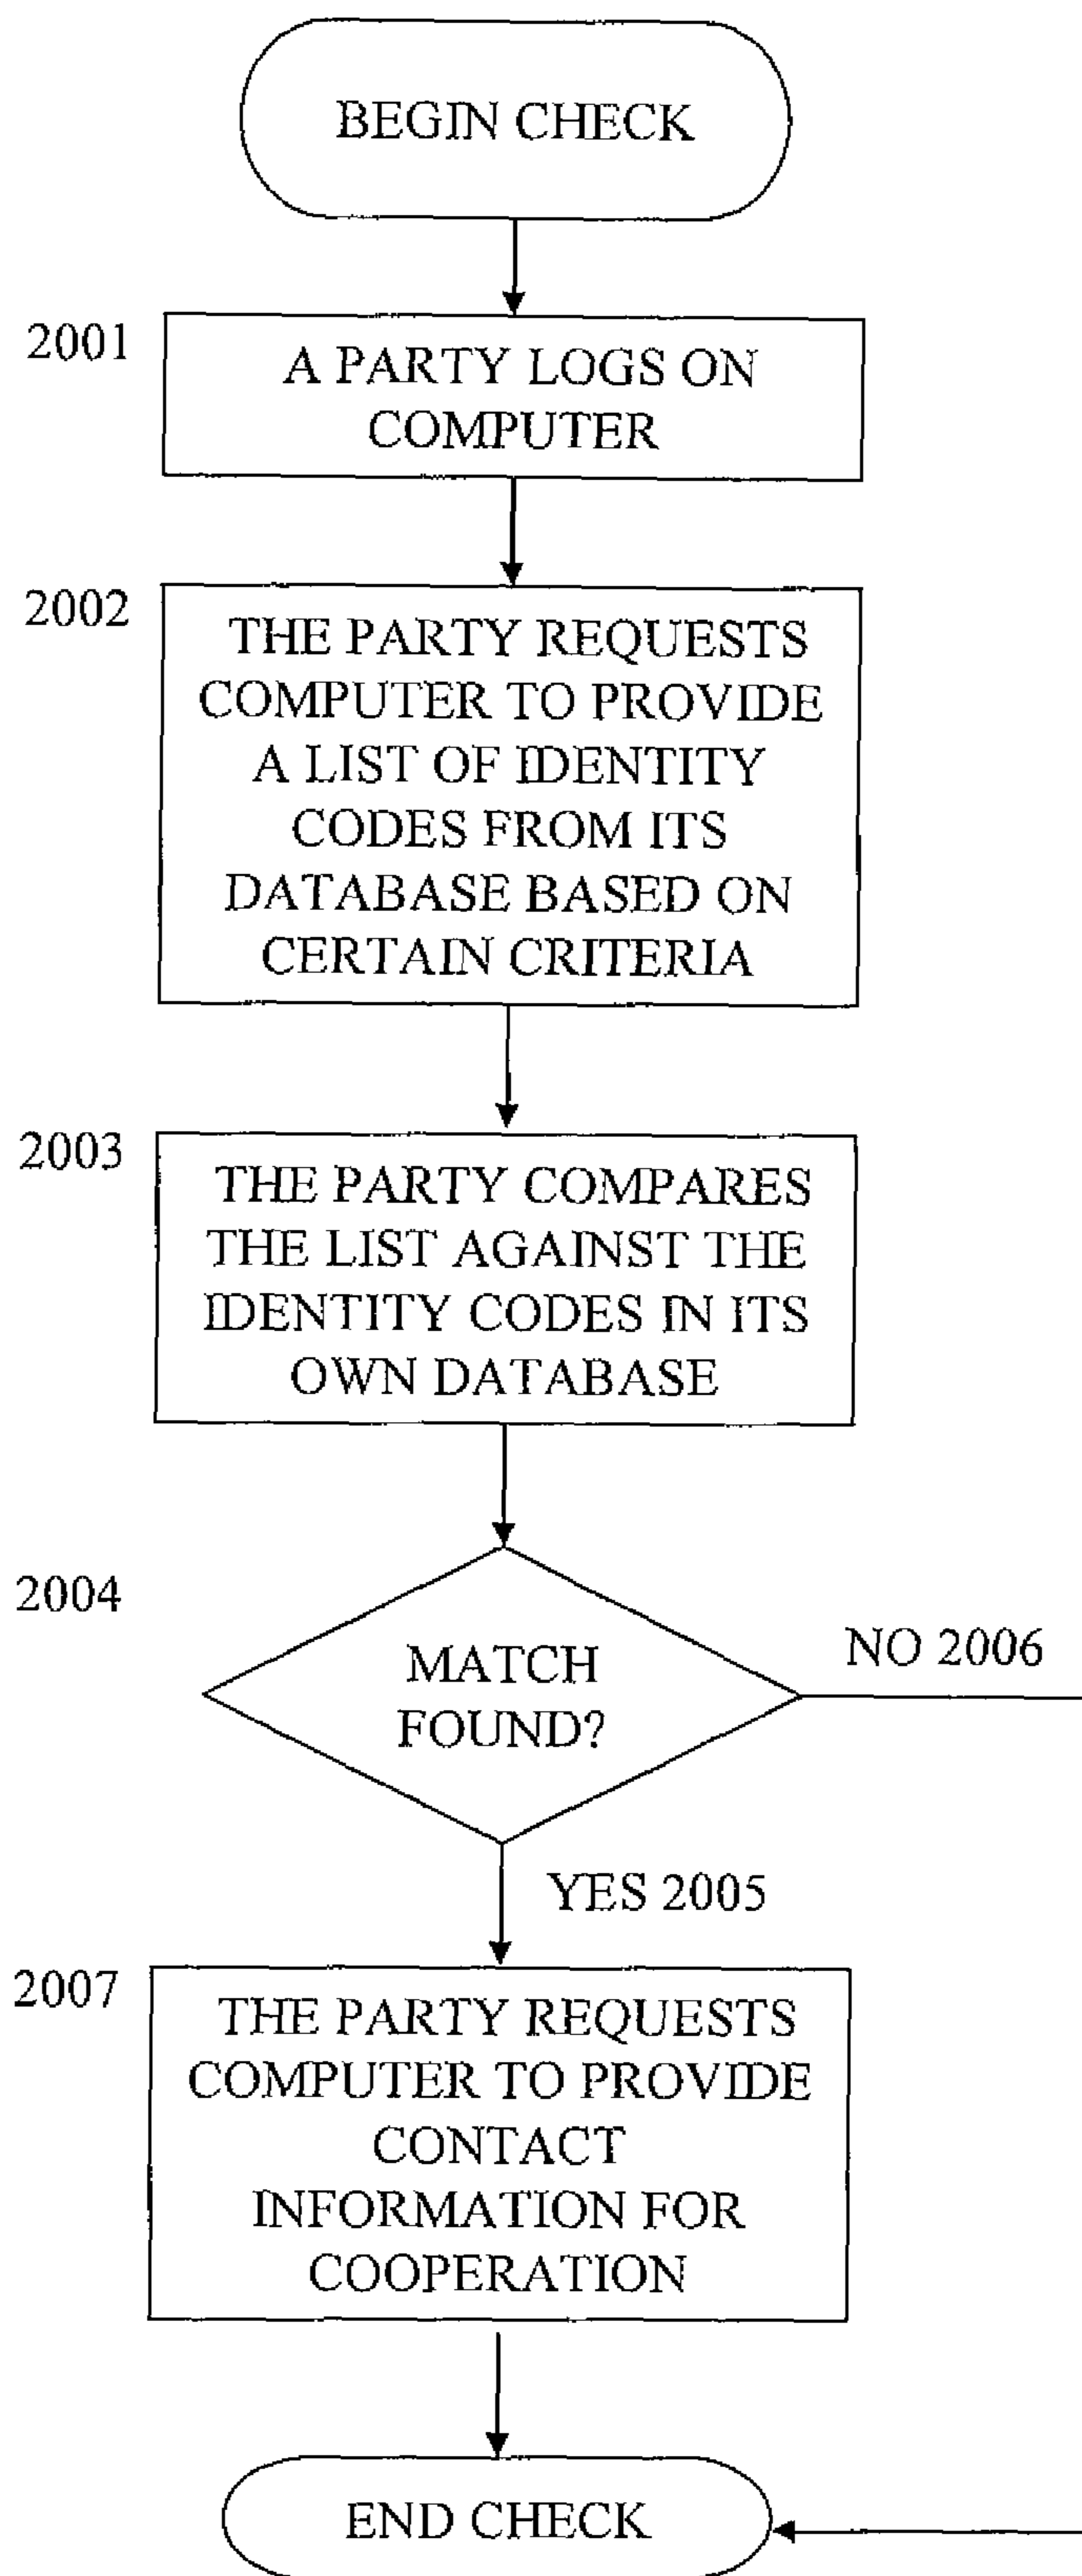 BEGIN CHECK
2001
A PARTY LOGS ON
COMPUTER
2002
THE PARTY REQUESTS
COMPUTER TO PROVIDE
A LIST OF IDENTITY
CODES FROM ITS
DATABASE BASED ON
CERTAIN CRITERIA
2003
THE PARTY COMPARES
THE LIST AGAINST THE
IDENTITY CODES IN ITS
OWN DATABASE
2004
MATCH
FOUND?
NO 2006
YES 2005
2007
THE PARTY REQUESTS
COMPUTER TO PROVIDE
CONTACT
INFORMATION FOR
COOPERATION
END CHECK